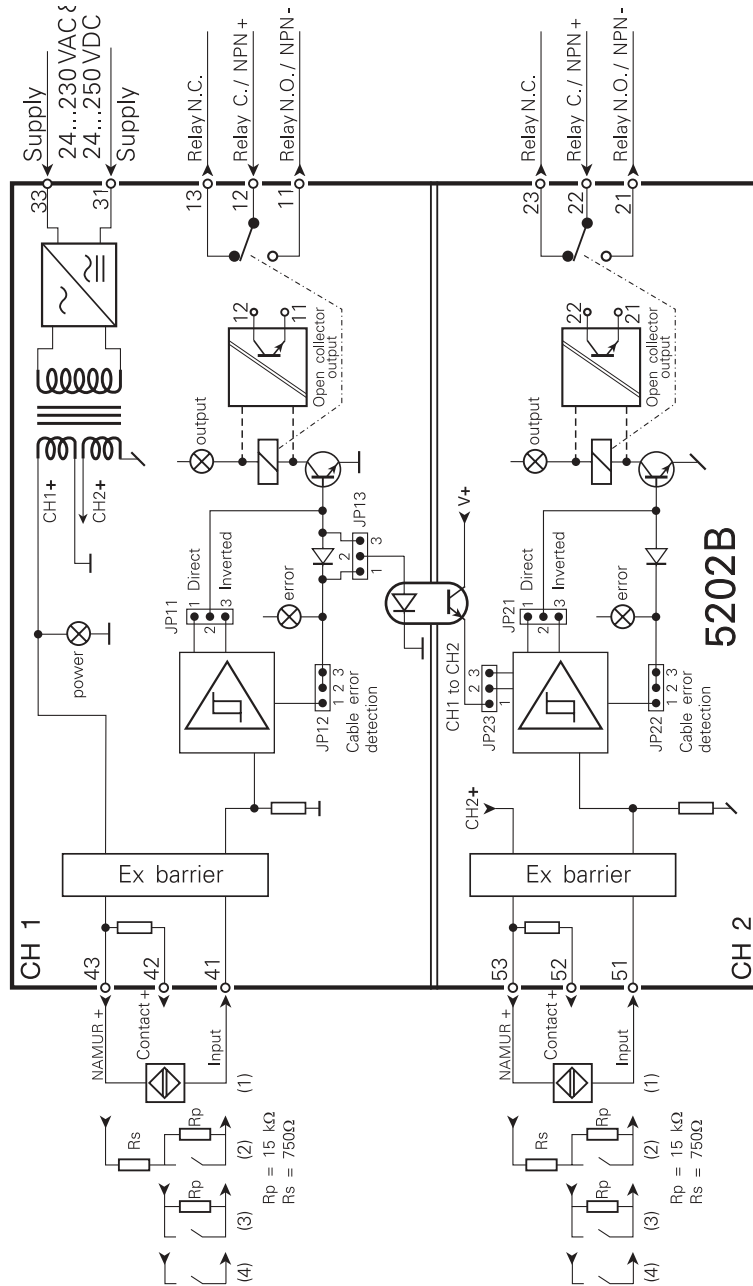 Supply
24...230 VAC
24...250 VDC
Supply
33
31
Relay N.C.
Relay C./ NPN +
Relay N.O./ NPN-
13
12
11
Relay N.C.
Relay C./ NPN +
Relay N.O./ NPN-
23
22
21
12
11
Open collector
output
22
21
Open collector
output
CH1+
CH2+
output
output
power
JP11
1 Direct
2
3 Inverted
error
JP13
1 2 3
JP12
1 2 3
Cable error
detection
V+
CH1 to CH2
JP23
1 2 3
JP21
1 Direct
2
3 Inverted
error
JP22
1 2 3
Cable error
detection
5202B
CH2+
Ex barrier
Ex barrier
CH 1
CH 2
43
42
41
53
52
51
NAMUR +
Contact +
Input
(1)
Rs
Rp
(2)
Rp = 15 kΩ
Rs = 750Ω
Rp
(3)
(4)
NAMUR +
Contact +
Input
(1)
Rs
Rp
(2)
Rp = 15 kΩ
Rs = 750Ω
Rp
(3)
(4)